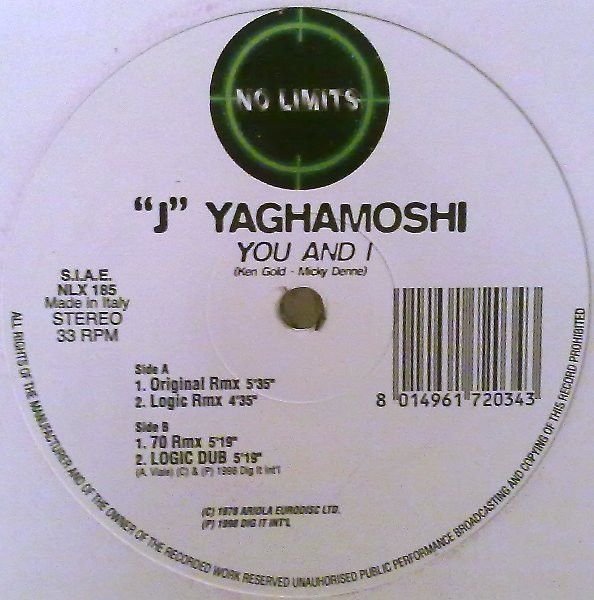 NO LIMITS
"J" YAGHAMOSHI
YOU AND I
(Ken Gold - Micky Denne)
S.I.A.E.
NLX 185
Made in Italy
STEREO
33 RPM
Side A
1. Original Rmx 5'35"
2. Logic Rmx 4'35"
Side B
1. 70 Rmx 5'19"
2. LOGIC DUB 5'19"
(A. Viale) (C) & (P) 1998 Dig It Int'l
8 014961 720343
(C) 1978 ARIOLA EURODISC LTD.
(P) 1998 DIG IT INT'L
ALL RIGHTS OF THE MANUFACTURER AND OF THE OWNER OF THE RECORDED WORK RESERVED UNAUHORISED PUBLIC PERFORMANCE BROADCASTING AND COPYING OF THIS RECORD PROHIBITED